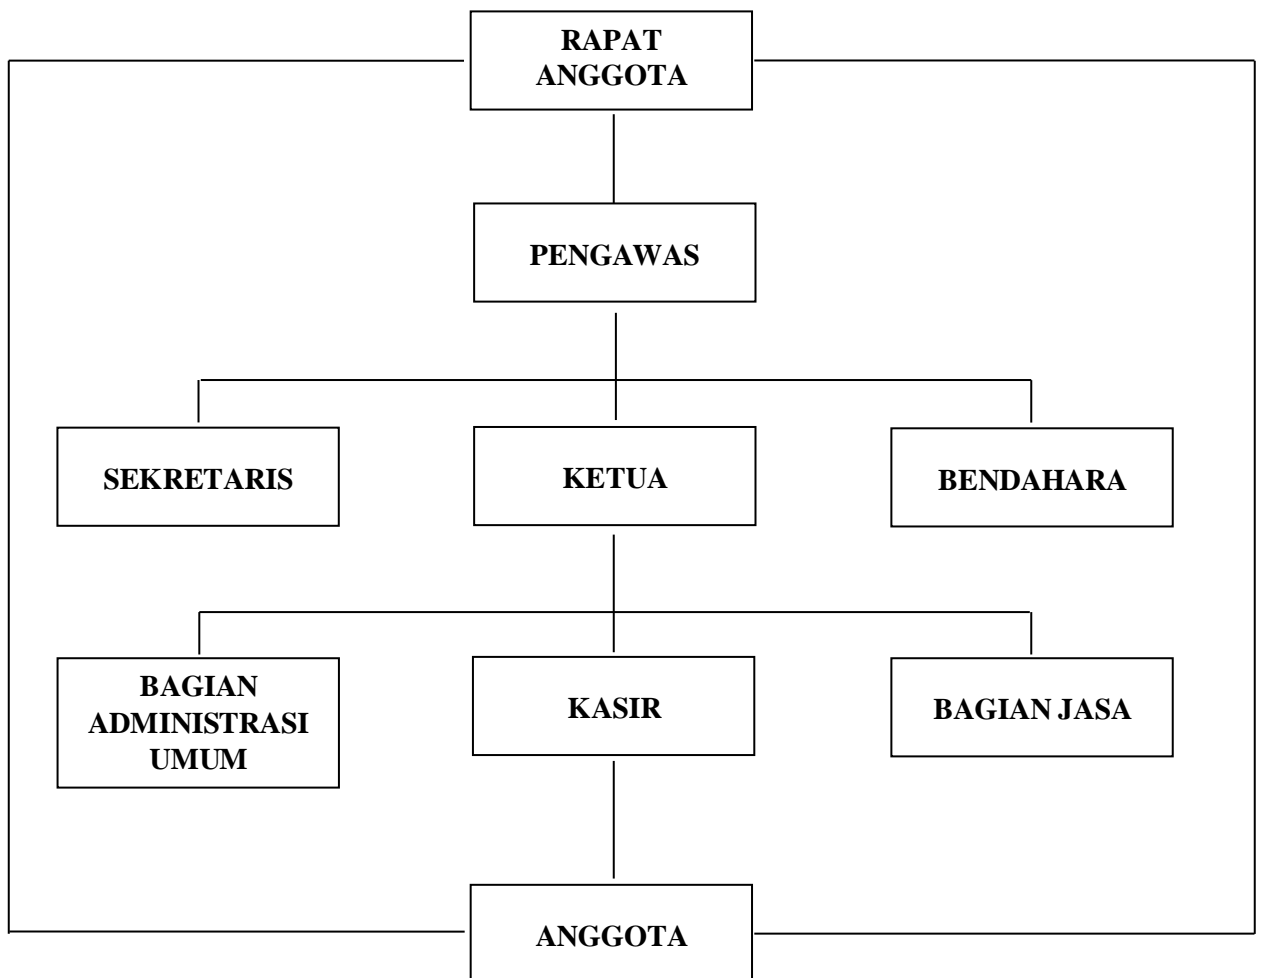 RAPAT
ANGGOTA
PENGAWAS
SEKRETARIS
KETUA
BENDAHARA
BAGIAN
ADMINISTRASI
UMUM
KASIR
BAGIAN JASA
ANGGOTA